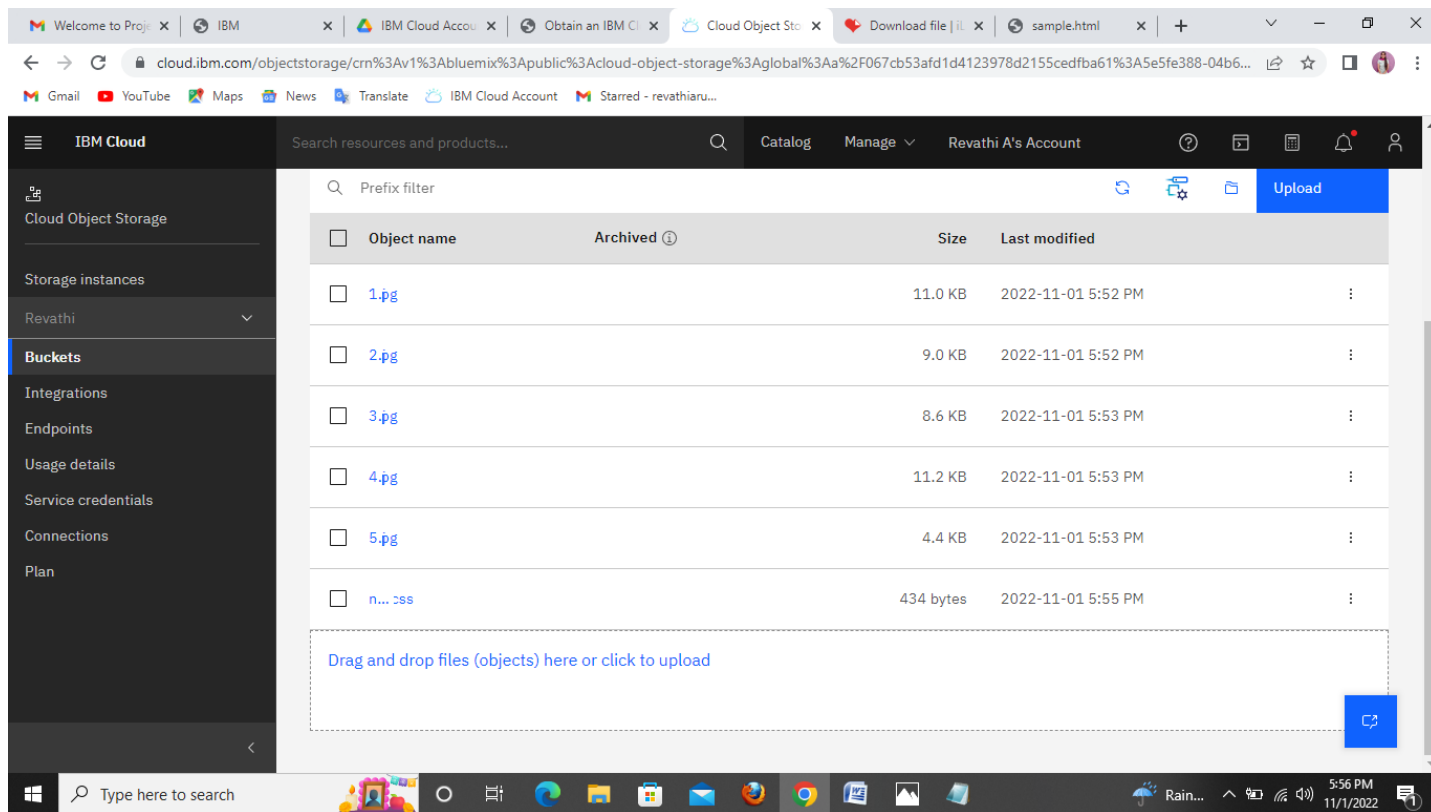 Welcome to Proje
IBM
IBM Cloud Accou
Obtain an IBM Cl
Cloud Object Sto
Download file | iL
sample.html
cloud.ibm.com/objectstorage/crn%3Av1%3Abluemix%3Apublic%3Acloud-object-storage%3Aglobal%3Aa%2F067cb53afd1d4123978d2155cedfba61%3A5e5fe388-04b6...
Gmail YouTube Maps News Translate IBM Cloud Account Starred - revathiaru...
IBM Cloud
Search resources and products...
Catalog Manage Revathi A's Account
Cloud Object Storage
Storage instances
Revathi
Buckets
Integrations
Endpoints
Usage details
Service credentials
Connections
Plan
Prefix filter
Upload
Object name Archived Size Last modified
1.jpg 11.0 KB 2022-11-01 5:52 PM
2.jpg 9.0 KB 2022-11-01 5:52 PM
3.jpg 8.6 KB 2022-11-01 5:53 PM
4.jpg 11.2 KB 2022-11-01 5:53 PM
5.jpg 4.4 KB 2022-11-01 5:53 PM
n... css 434 bytes 2022-11-01 5:55 PM
Drag and drop files (objects) here or click to upload
Type here to search
Rain...
5:56 PM
11/1/2022